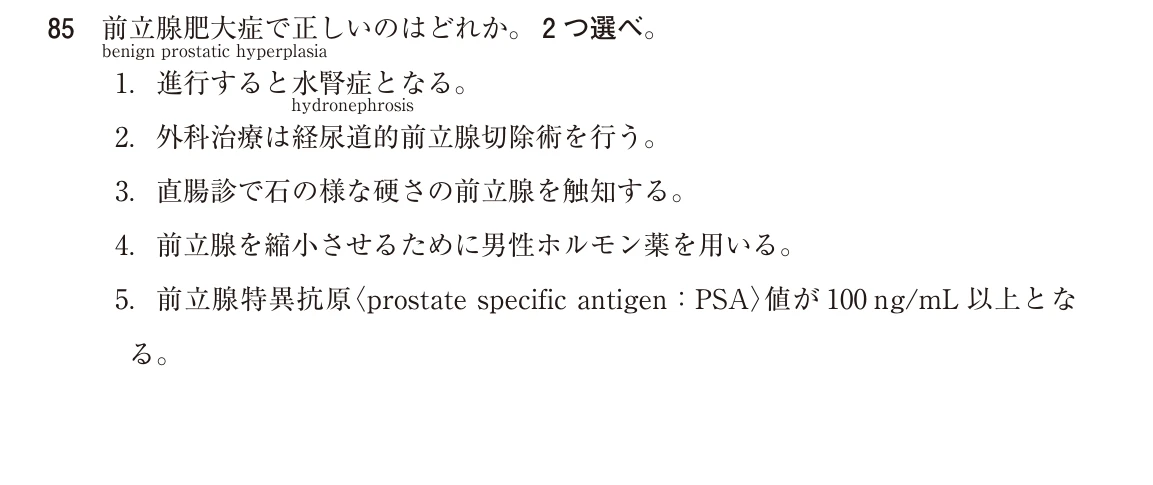 85 前立腺肥大症で正しいのはどれか。2つ選べ。
benign prostatic hyperplasia
1. 進行すると水腎症となる。
hydronephrosis
2. 外科治療は経尿道的前立腺切除術を行う。
3. 直腸診で石の様な硬さの前立腺を触知する。
4. 前立腺を縮小させるために男性ホルモン薬を用いる。
5. 前立腺特異抗原〈prostate specific antigen：PSA〉値が 100 ng/mL 以上とな
る。